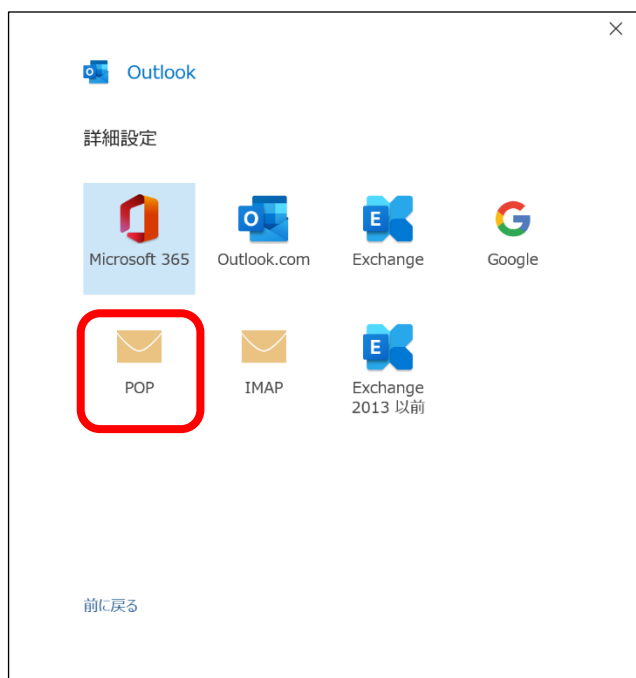 Outlook
詳細設定
Microsoft 365
Outlook.com
Exchange
Google
POP
IMAP
Exchange
2013 以前
前に戻る